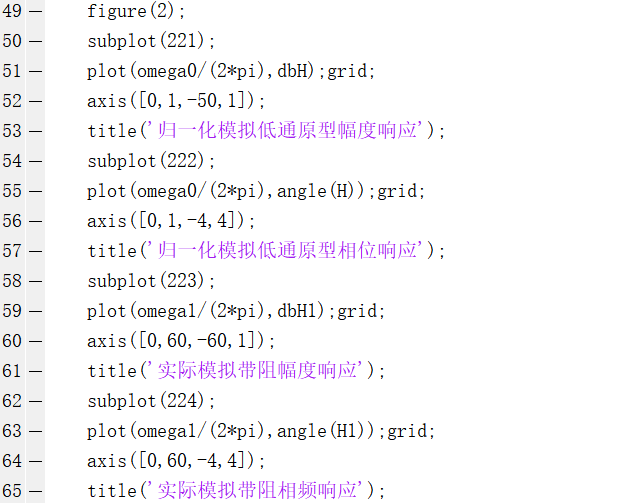 49 — figure(2);
50 — subplot(221);
51 — plot(omega0/(2*pi),dbH);grid;
52 — axis([0,1,-50,1]);
53 — title('归一化模拟低通原型幅度响应');
54 — subplot(222);
55 — plot(omega0/(2*pi),angle(H));grid;
56 — axis([0,1,-4,4]);
57 — title('归一化模拟低通原型相位响应');
58 — subplot(223);
59 — plot(omega1/(2*pi),dbH1);grid;
60 — axis([0,60,-60,1]);
61 — title('实际模拟带阻幅度响应');
62 — subplot(224);
63 — plot(omega1/(2*pi),angle(H1));grid;
64 — axis([0,60,-4,4]);
65 — title('实际模拟带阻相频响应');